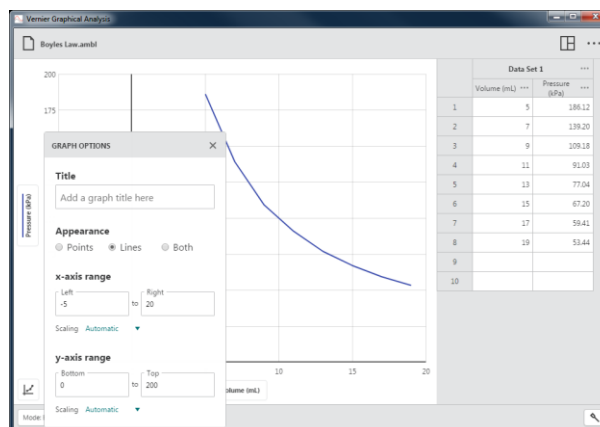 Vernier Graphical Analysis
Boyles Law.ambl
200
175
Pressure (kPa)
GRAPH OPTIONS
Title
Add a graph title here
Appearance
Points Lines Both
x-axis range
Left Right
-5 to 20
Scaling Automatic
y-axis range
Bottom Top
0 to 200
Scaling Automatic
10 15 20
olume (mL)
Mode:
Data Set 1
Volume (mL) Pressure (kPa)
1 5 186.12
2 7 139.20
3 9 109.18
4 11 91.03
5 13 77.04
6 15 67.20
7 17 59.41
8 19 53.44
9
10